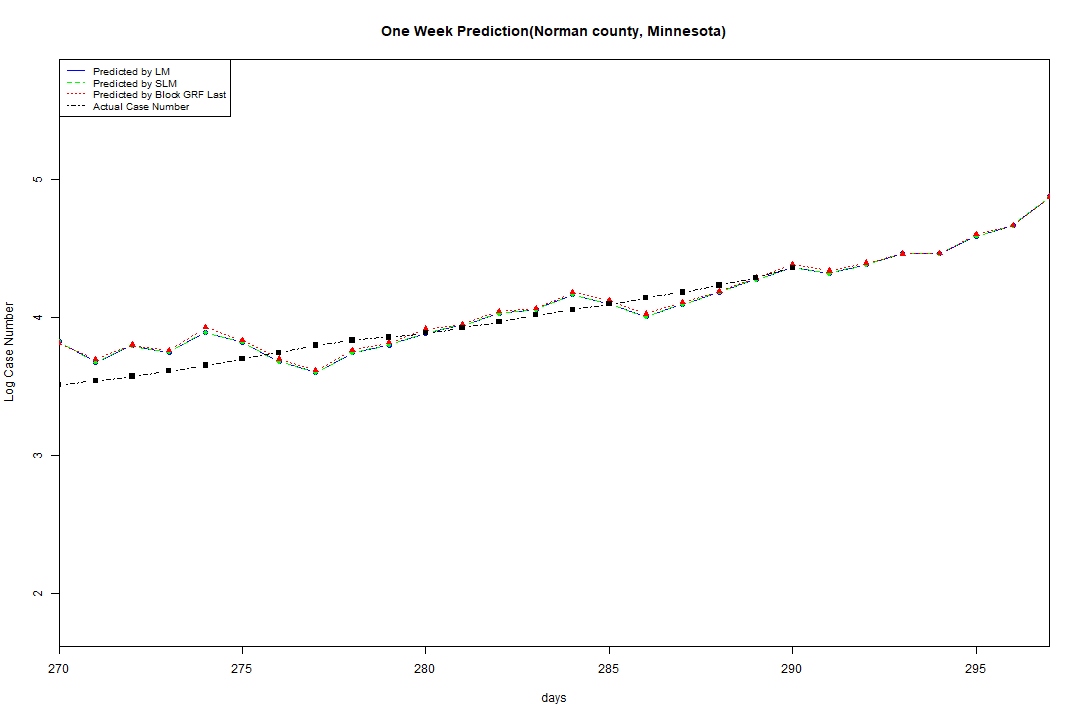 One Week Prediction(Norman county, Minnesota)
Predicted by LM
Predicted by SLM
Predicted by Block GRF Last
Actual Case Number
5
4
3
2
Log Case Number
270 275 280 285 290 295
days